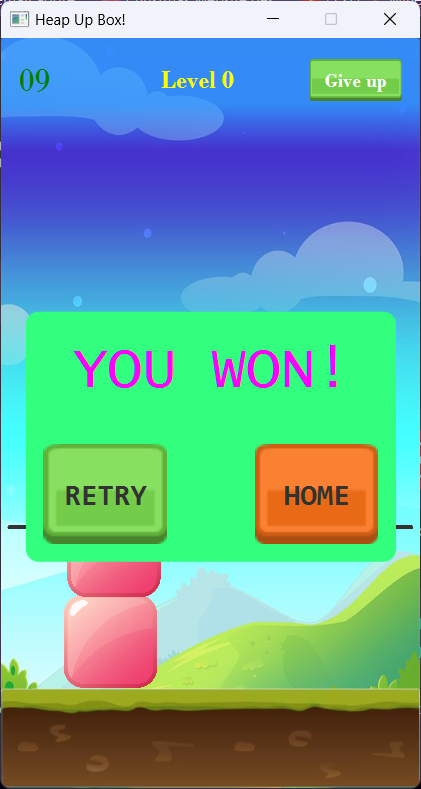 Heap Up Box!
09
Level 0
Give up
YOU WON!
RETRY
HOME